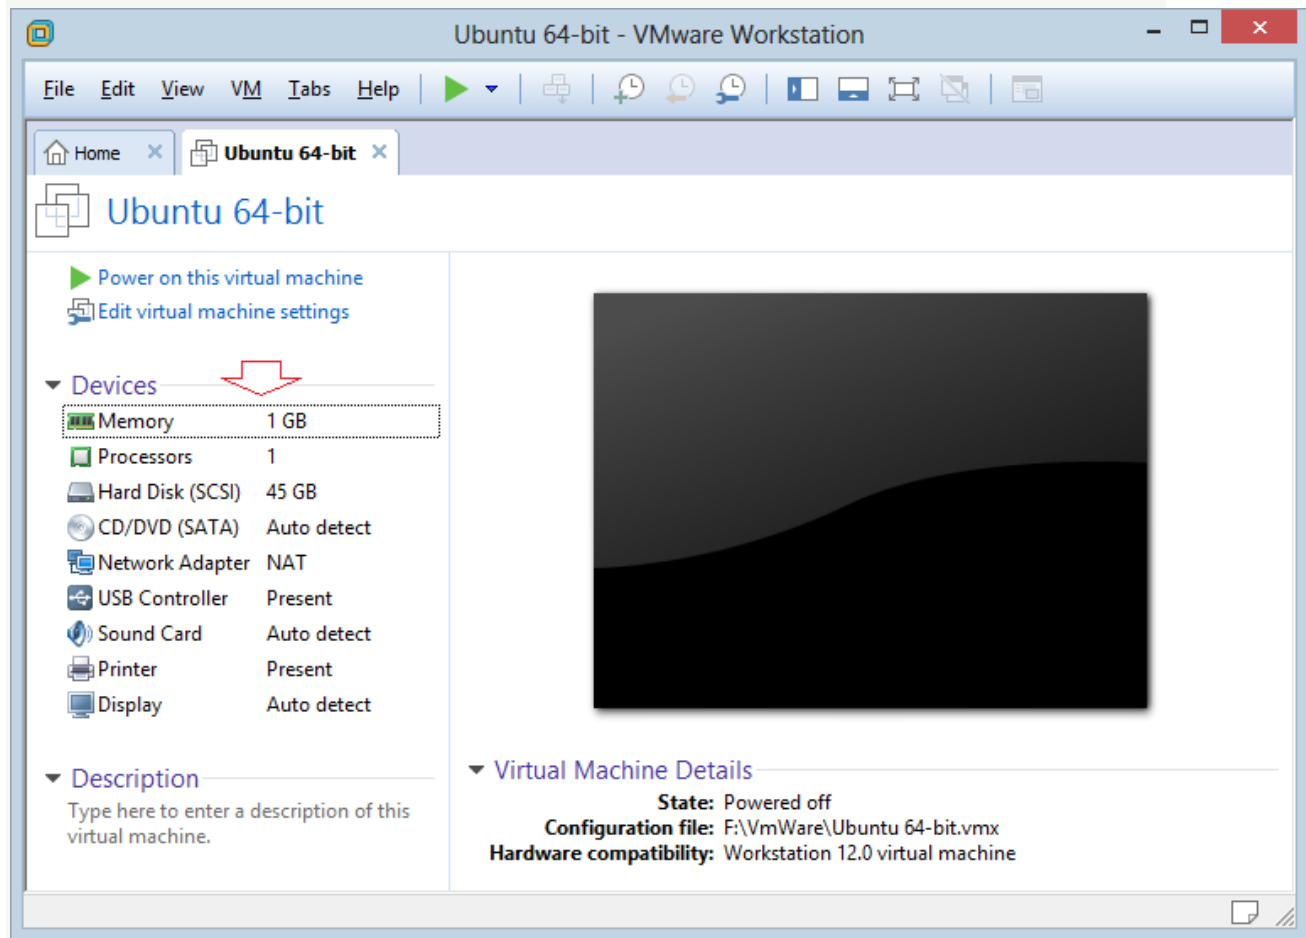 Ubuntu 64-bit - VMware Workstation
File Edit View VM Tabs Help
Home Ubuntu 64-bit
Ubuntu 64-bit
Power on this virtual machine
Edit virtual machine settings
Devices
Memory 1 GB
Processors 1
Hard Disk (SCSI) 45 GB
CD/DVD (SATA) Auto detect
Network Adapter NAT
USB Controller Present
Sound Card Auto detect
Printer Present
Display Auto detect
Description
Type here to enter a description of this
virtual machine.
Virtual Machine Details
State: Powered off
Configuration file: F:\VmWare\Ubuntu 64-bit.vmx
Hardware compatibility: Workstation 12.0 virtual machine